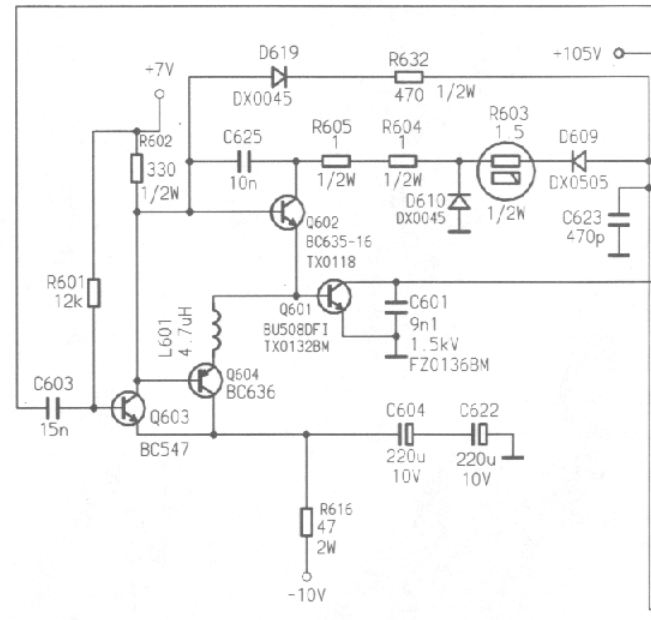 D619
DX0045
R632
470 1/2W
+105V
+7V
R602
330
1/2W
C625
10n
R605
1
1/2W
R604
1
1/2W
R603
1.5
1/2W
D609
DX0505
D610
DX0045
C623
470p
Q602
BC635-16
TX0118
R601
12k
L601
4.7uH
Q601
BU508DFI
TX0132BM
C601
9n1
1.5kV
FZ0136BM
Q604
BC636
C603
15n
Q603
BC547
C604
220u
10V
C622
220u
10V
R616
47
2W
-10V